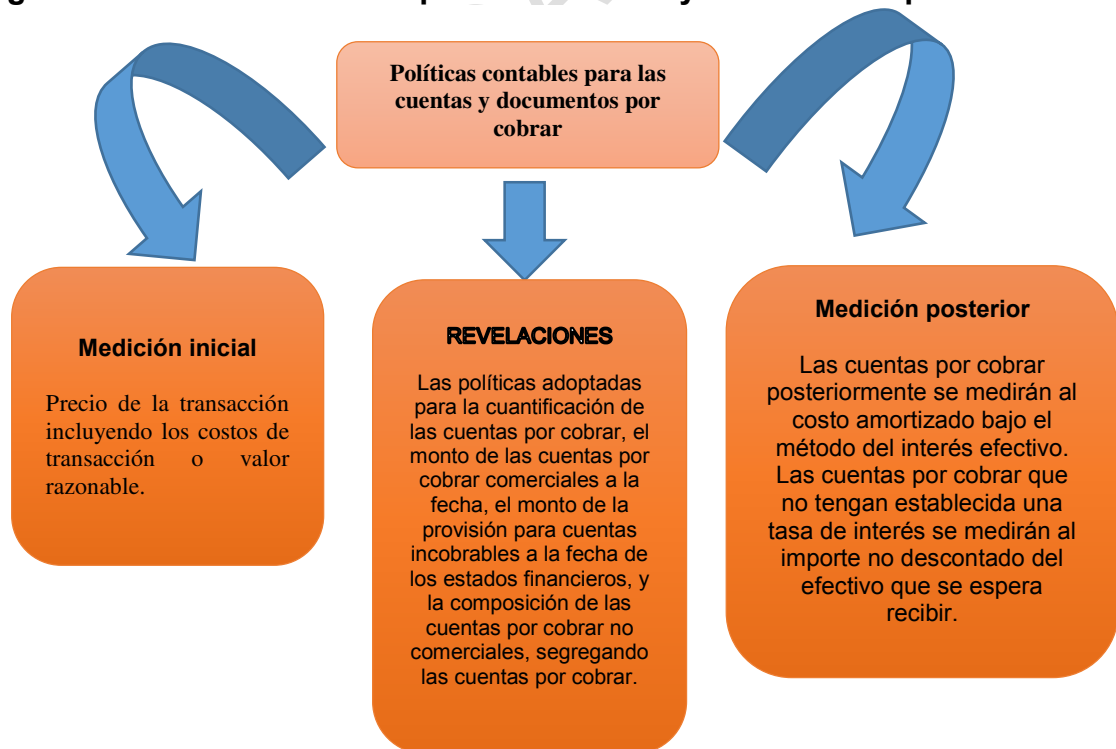 Políticas contables para las
cuentas y documentos por
cobrar
Medición inicial
Precio de la transacción
incluyendo los costos de
transacción o valor
razonable.
REVELACIONES
Las políticas adoptadas
para la cuantificación de
las cuentas por cobrar, el
monto de las cuentas por
cobrar comerciales a la
fecha, el monto de la
provisión para cuentas
incobrables a la fecha de
los estados financieros, y
la composición de las
cuentas por cobrar no
comerciales, segregando
las cuentas por cobrar.
Medición posterior
Las cuentas por cobrar
posteriormente se medirán al
costo amortizado bajo el
método del interés efectivo.
Las cuentas por cobrar que
no tengan establecida una
tasa de interés se medirán al
importe no descontado del
efectivo que se espera
recibir.